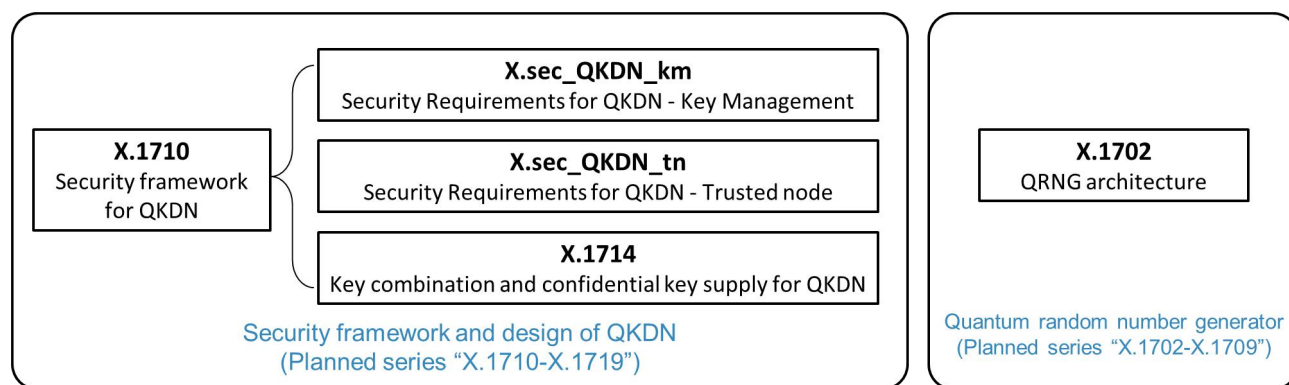 X.1710
Security framework
for QKDN
X.sec_QKDN_km
Security Requirements for QKDN - Key Management
X.sec_QKDN_tn
Security Requirements for QKDN - Trusted node
X.1714
Key combination and confidential key supply for QKDN
Security framework and design of QKDN
(Planned series “X.1710-X.1719”)
X.1702
QRNG architecture
Quantum random number generator
(Planned series “X.1702-X.1709”)